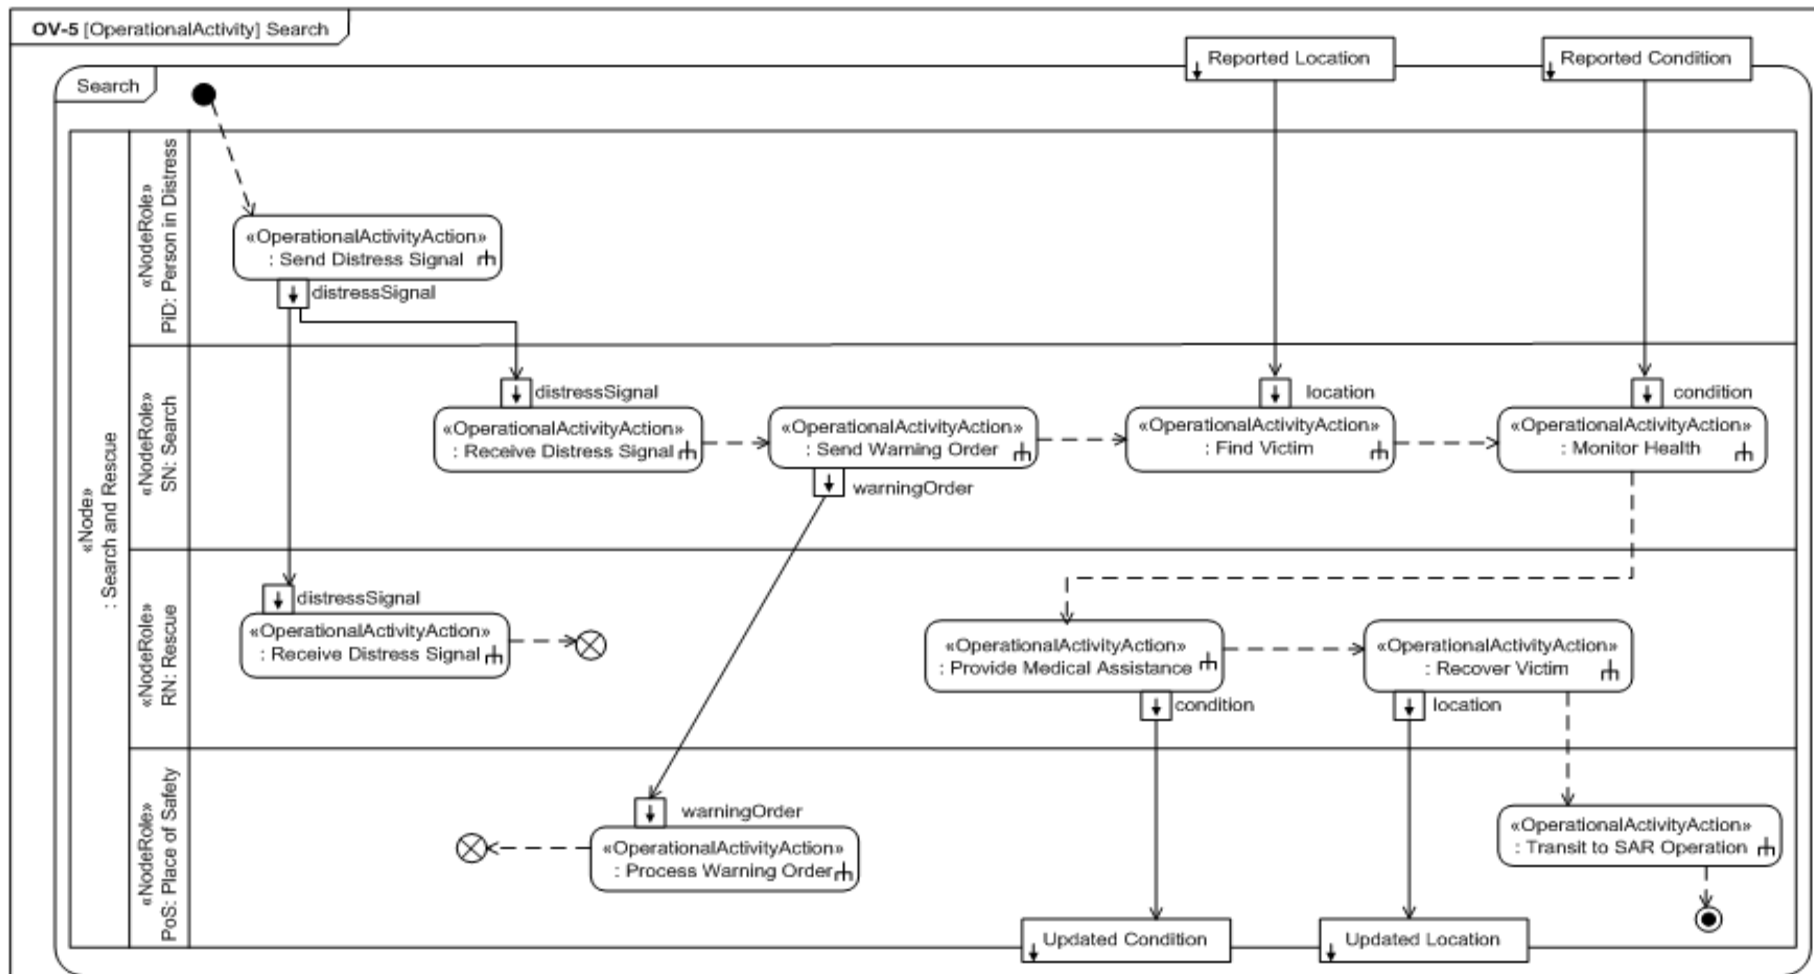 OV-5 [OperationalActivity] Search
Reported Location
Reported Condition
Search
«Node»
: Search and Rescue
«NodeRole»
PiD: Person in Distress
«OperationalActivityAction»
: Send Distress Signal
distressSignal
«NodeRole»
SN: Search
distressSignal
«OperationalActivityAction»
: Receive Distress Signal
«OperationalActivityAction»
: Send Warning Order
warningOrder
location
«OperationalActivityAction»
: Find Victim
condition
«OperationalActivityAction»
: Monitor Health
«NodeRole»
RN: Rescue
distressSignal
«OperationalActivityAction»
: Receive Distress Signal
«OperationalActivityAction»
: Provide Medical Assistance
condition
«OperationalActivityAction»
: Recover Victim
location
«NodeRole»
PoS: Place of Safety
warningOrder
«OperationalActivityAction»
: Process Warning Order
«OperationalActivityAction»
: Transit to SAR Operation
Updated Condition
Updated Location